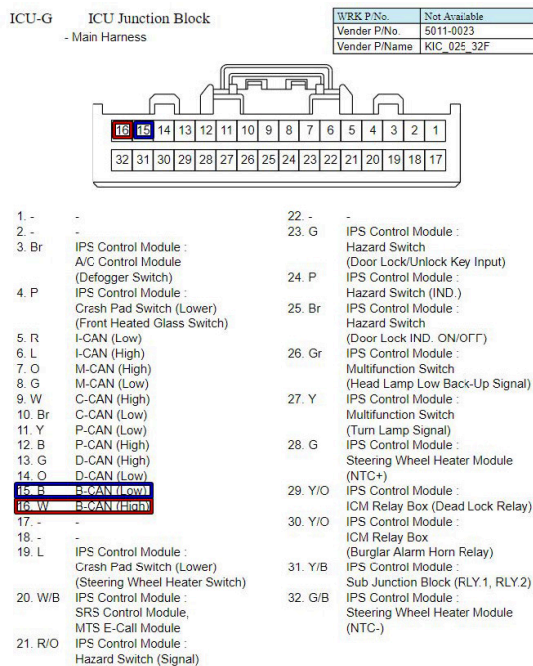 ICU-G ICU Junction Block
- Main Harness
WRK P/No. Not Available
Vender P/No. 5011-0023
Vender P/Name KIC_025_32F
16 15 14 13 12 11 10 9 8 7 6 5 4 3 2 1
32 31 30 29 28 27 26 25 24 23 22 21 20 19 18 17
1. - -
2. - -
3. Br IPS Control Module :
A/C Control Module
(Defogger Switch)
4. P IPS Control Module :
Crash Pad Switch (Lower)
(Front Heated Glass Switch)
5. R I-CAN (Low)
6. L I-CAN (High)
7. O M-CAN (High)
8. G M-CAN (Low)
9. W C-CAN (High)
10. Br C-CAN (Low)
11. Y P-CAN (Low)
12. B P-CAN (High)
13. G D-CAN (High)
14. O D-CAN (Low)
15. B B-CAN (Low)
16. W B-CAN (High)
17. - -
18. - -
19. L IPS Control Module :
Crash Pad Switch (Lower)
(Steering Wheel Heater Switch)
20. W/B IPS Control Module :
SRS Control Module,
MTS E-Call Module
21. R/O IPS Control Module :
Hazard Switch (Signal)
22. - -
23. G IPS Control Module :
Hazard Switch
(Door Lock/Unlock Key Input)
24. P IPS Control Module :
Hazard Switch (IND.)
25. Br IPS Control Module :
Hazard Switch
(Door Lock IND. ON/OFF)
26. Gr IPS Control Module :
Multifunction Switch
(Head Lamp Low Back-Up Signal)
27. Y IPS Control Module :
Multifunction Switch
(Turn Lamp Signal)
28. G IPS Control Module :
Steering Wheel Heater Module
(NTC+)
29. Y/O IPS Control Module :
ICM Relay Box (Dead Lock Relay)
30. Y/O IPS Control Module :
ICM Relay Box
(Burglar Alarm Horn Relay)
31. Y/B IPS Control Module :
Sub Junction Block (RLY.1, RLY.2)
32. G/B IPS Control Module :
Steering Wheel Heater Module
(NTC-)